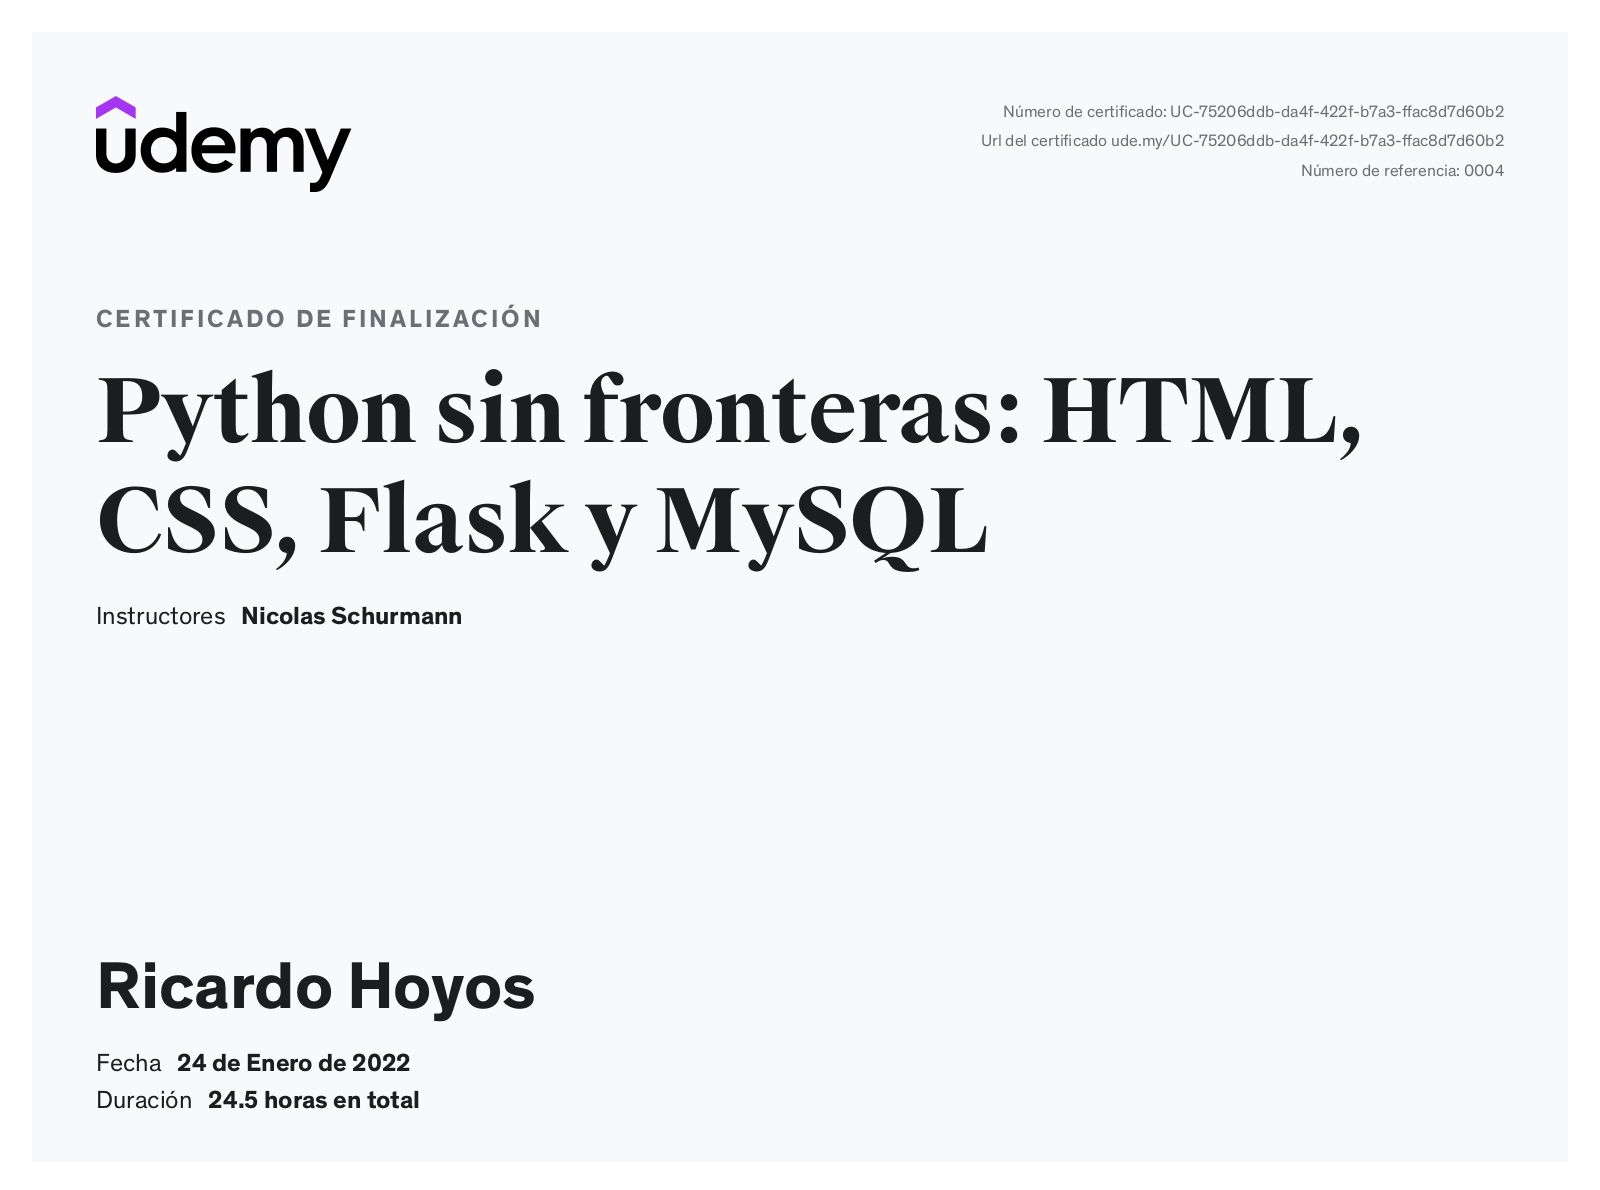 udemy
Número de certificado: UC-75206ddb-da4f-422f-b7a3-ffac8d7d60b2
Url del certificado ude.my/UC-75206ddb-da4f-422f-b7a3-ffac8d7d60b2
Número de referencia: 0004
CERTIFICADO DE FINALIZACIÓN
Python sin fronteras: HTML,
CSS, Flask y MySQL
Instructores Nicolas Schurmann
Ricardo Hoyos
Fecha 24 de Enero de 2022
Duración 24.5 horas en total